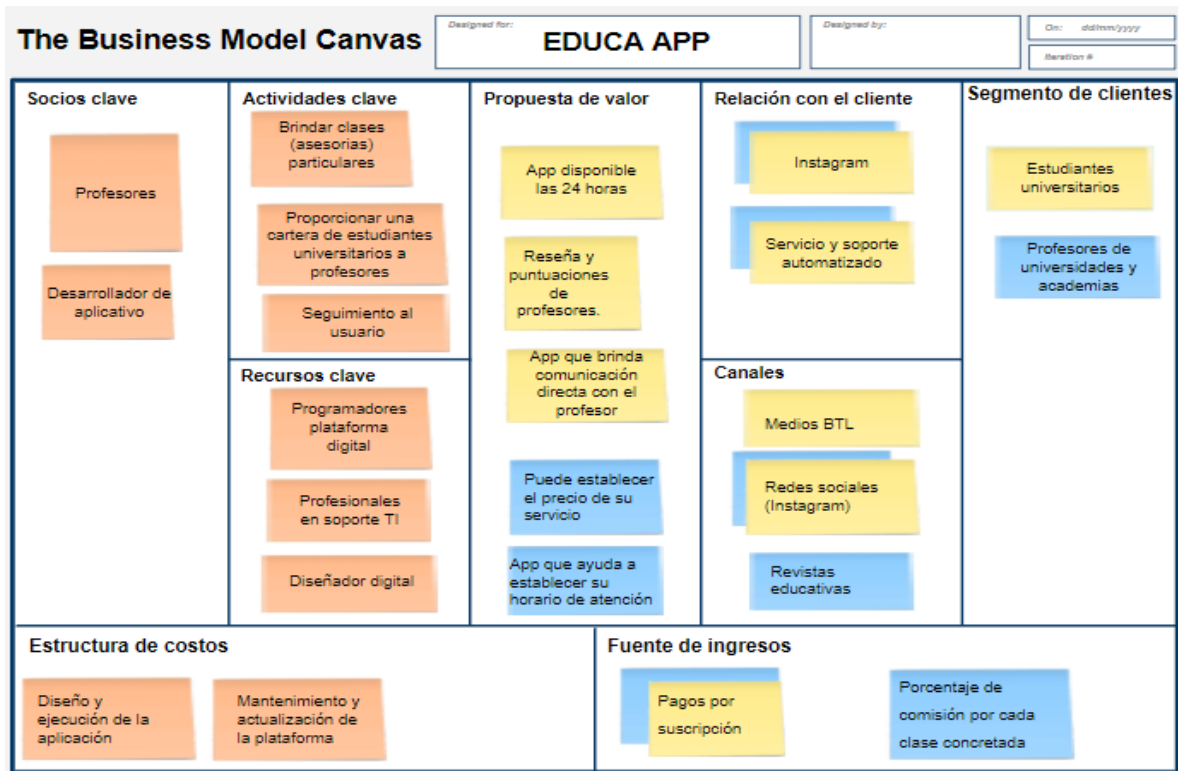 The Business Model Canvas
Designed for:
EDUCA APP
Designed by:
On: dd/mm/yyyy
Iteration #
Socios clave
Profesores
Desarrollador de
aplicativo
Actividades clave
Brindar clases
(asesorias)
particulares
Proporcionar una
cartera de estudiantes
universitarios a
profesores
Seguimiento al
usuario
Recursos clave
Programadores
plataforma
digital
Profesionales
en soporte TI
Diseñador digital
Propuesta de valor
App disponible
las 24 horas
Reseña y
puntuaciones
de
profesores.
App que brinda
comunicación
directa con el
profesor
Puede establecer
el precio de su
servicio
App que ayuda a
establecer su
horario de atención
Relación con el cliente
Instagram
Servicio y soporte
automatizado
Canales
Medios BTL
Redes sociales
(Instagram)
Revistas
educativas
Segmento de clientes
Estudiantes
universitarios
Profesores de
universidades y
academias
Estructura de costos
Diseño y
ejecución de la
aplicación
Mantenimiento y
actualización de
la plataforma
Fuente de ingresos
Pagos por
suscripción
Porcentaje de
comisión por cada
clase concretada